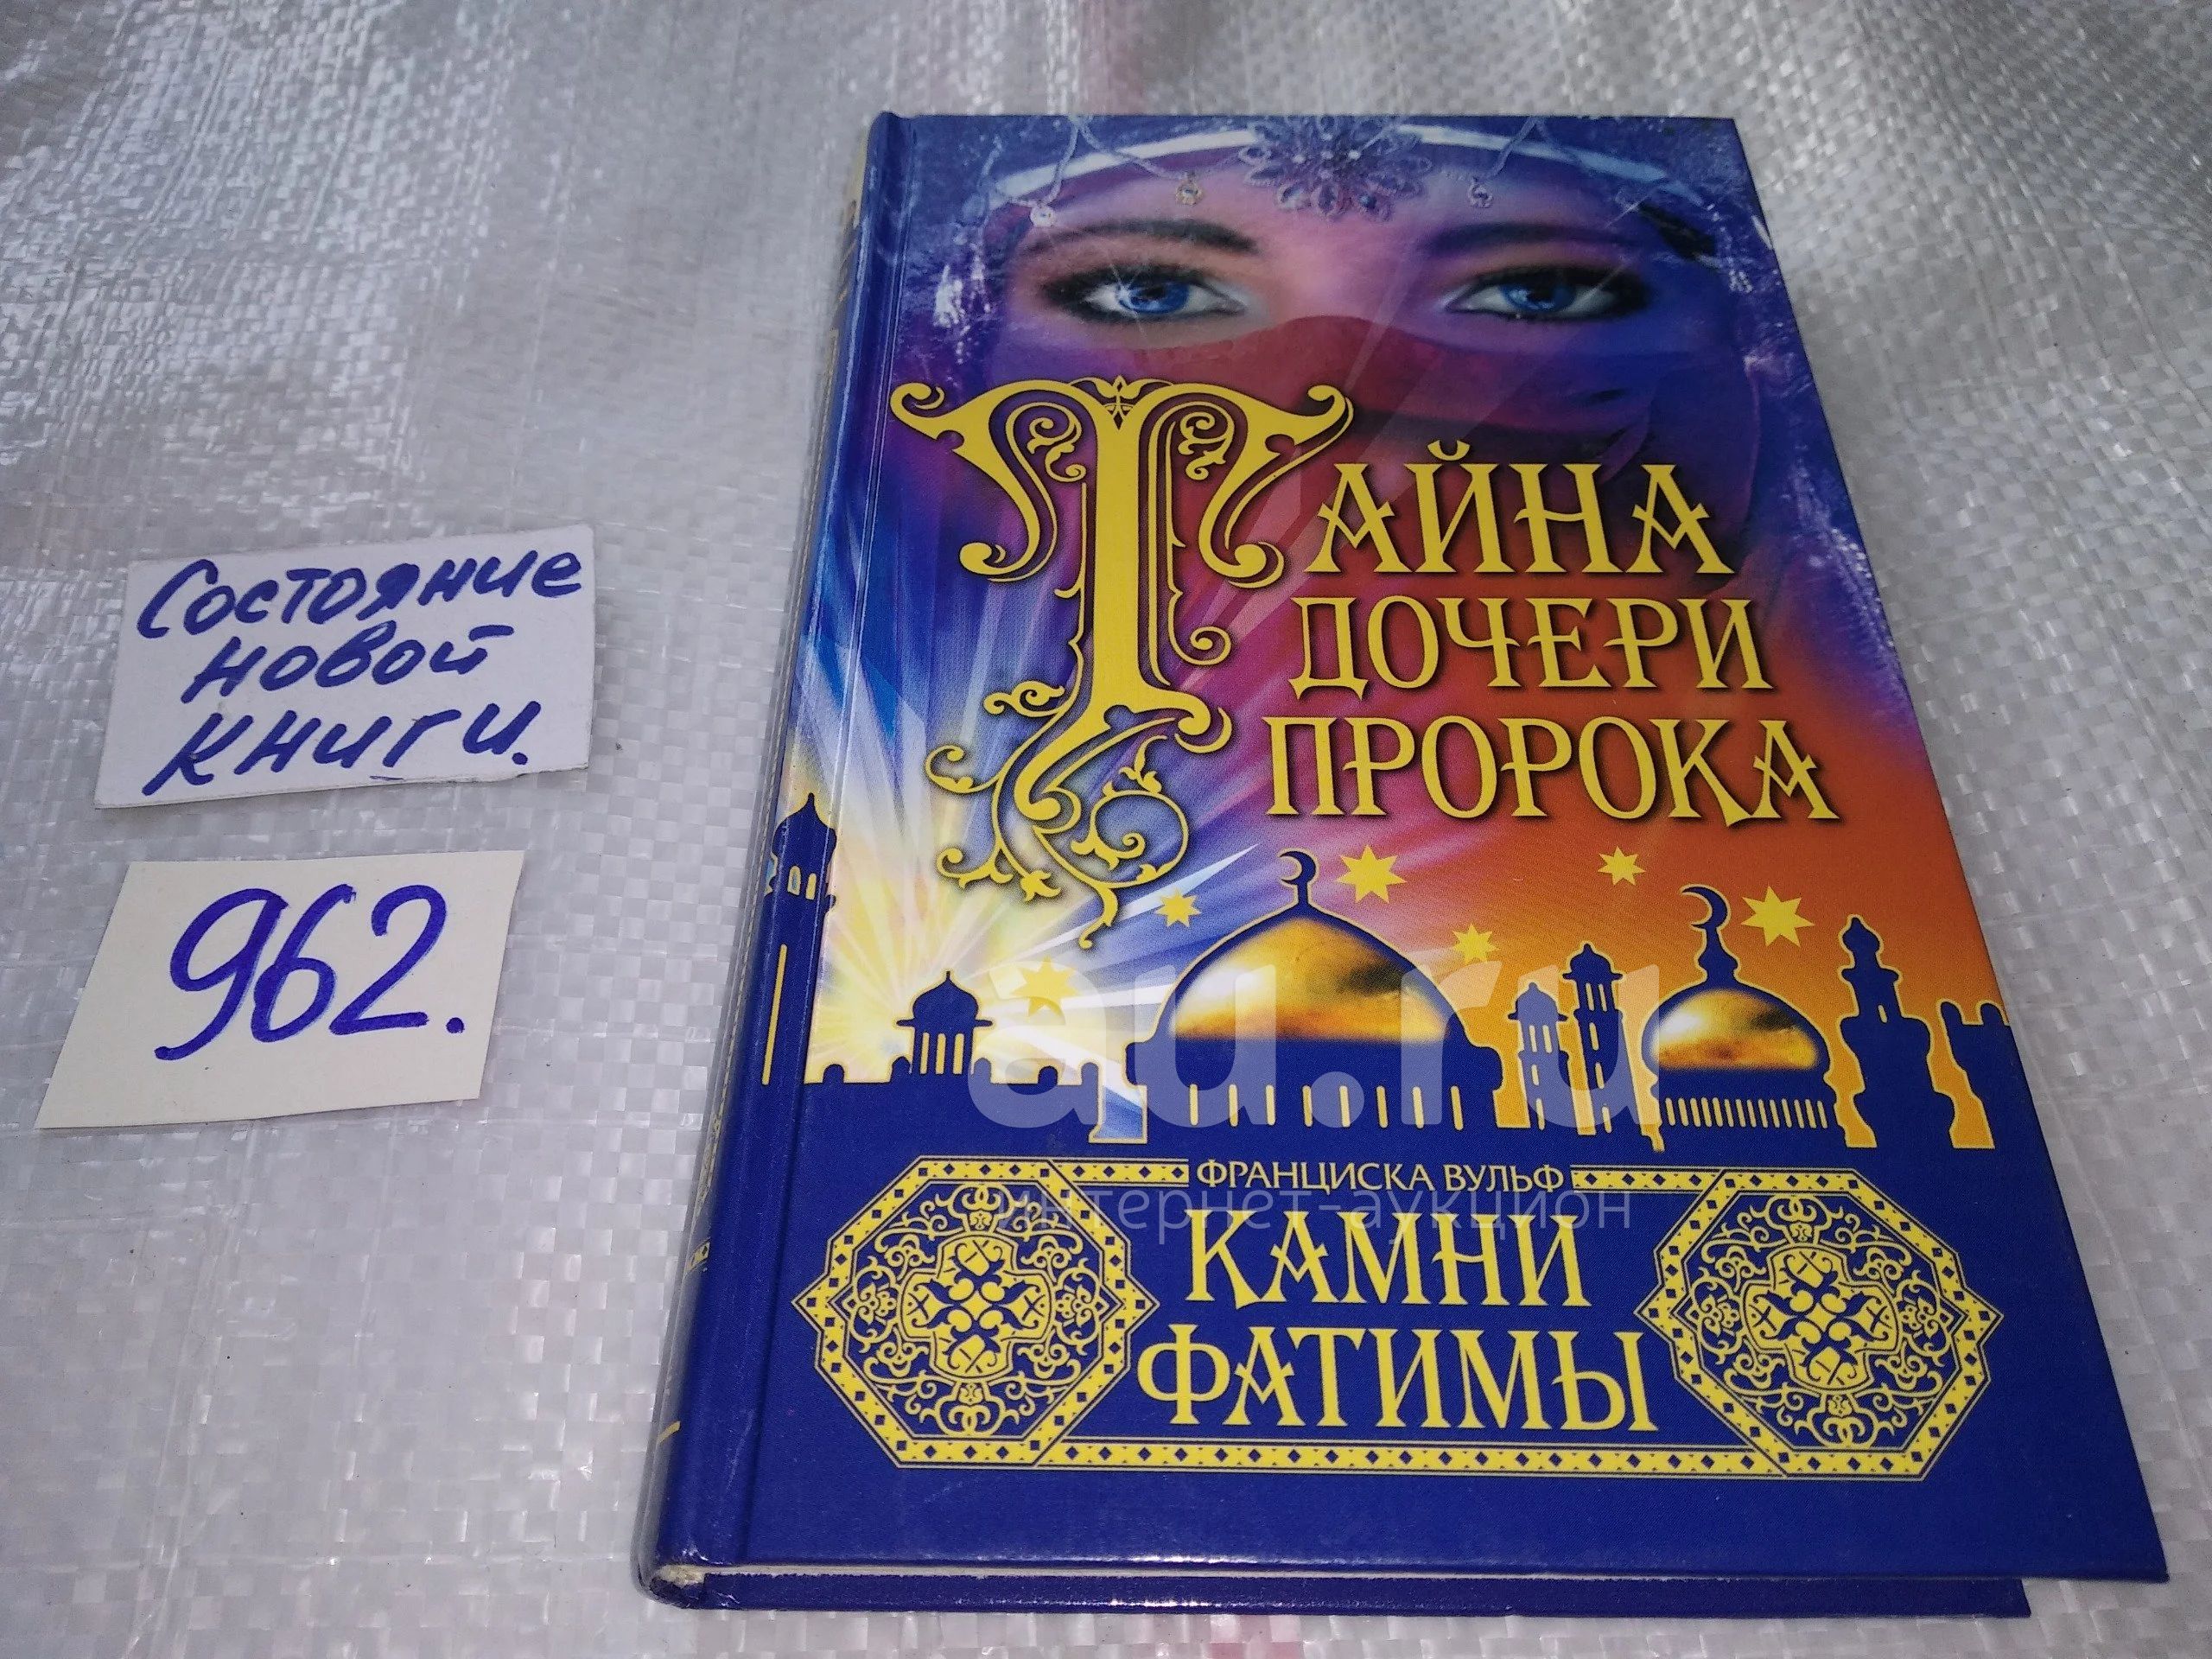 Состояние
новой
книги.
962.
ТАЙНА
ДОЧЕРИ
ПРОРОКА
au.ru
ФРАНЦИСКА ВУЛЬФ
интернет-аукцион
КАМНИ
ФАТИМЫ